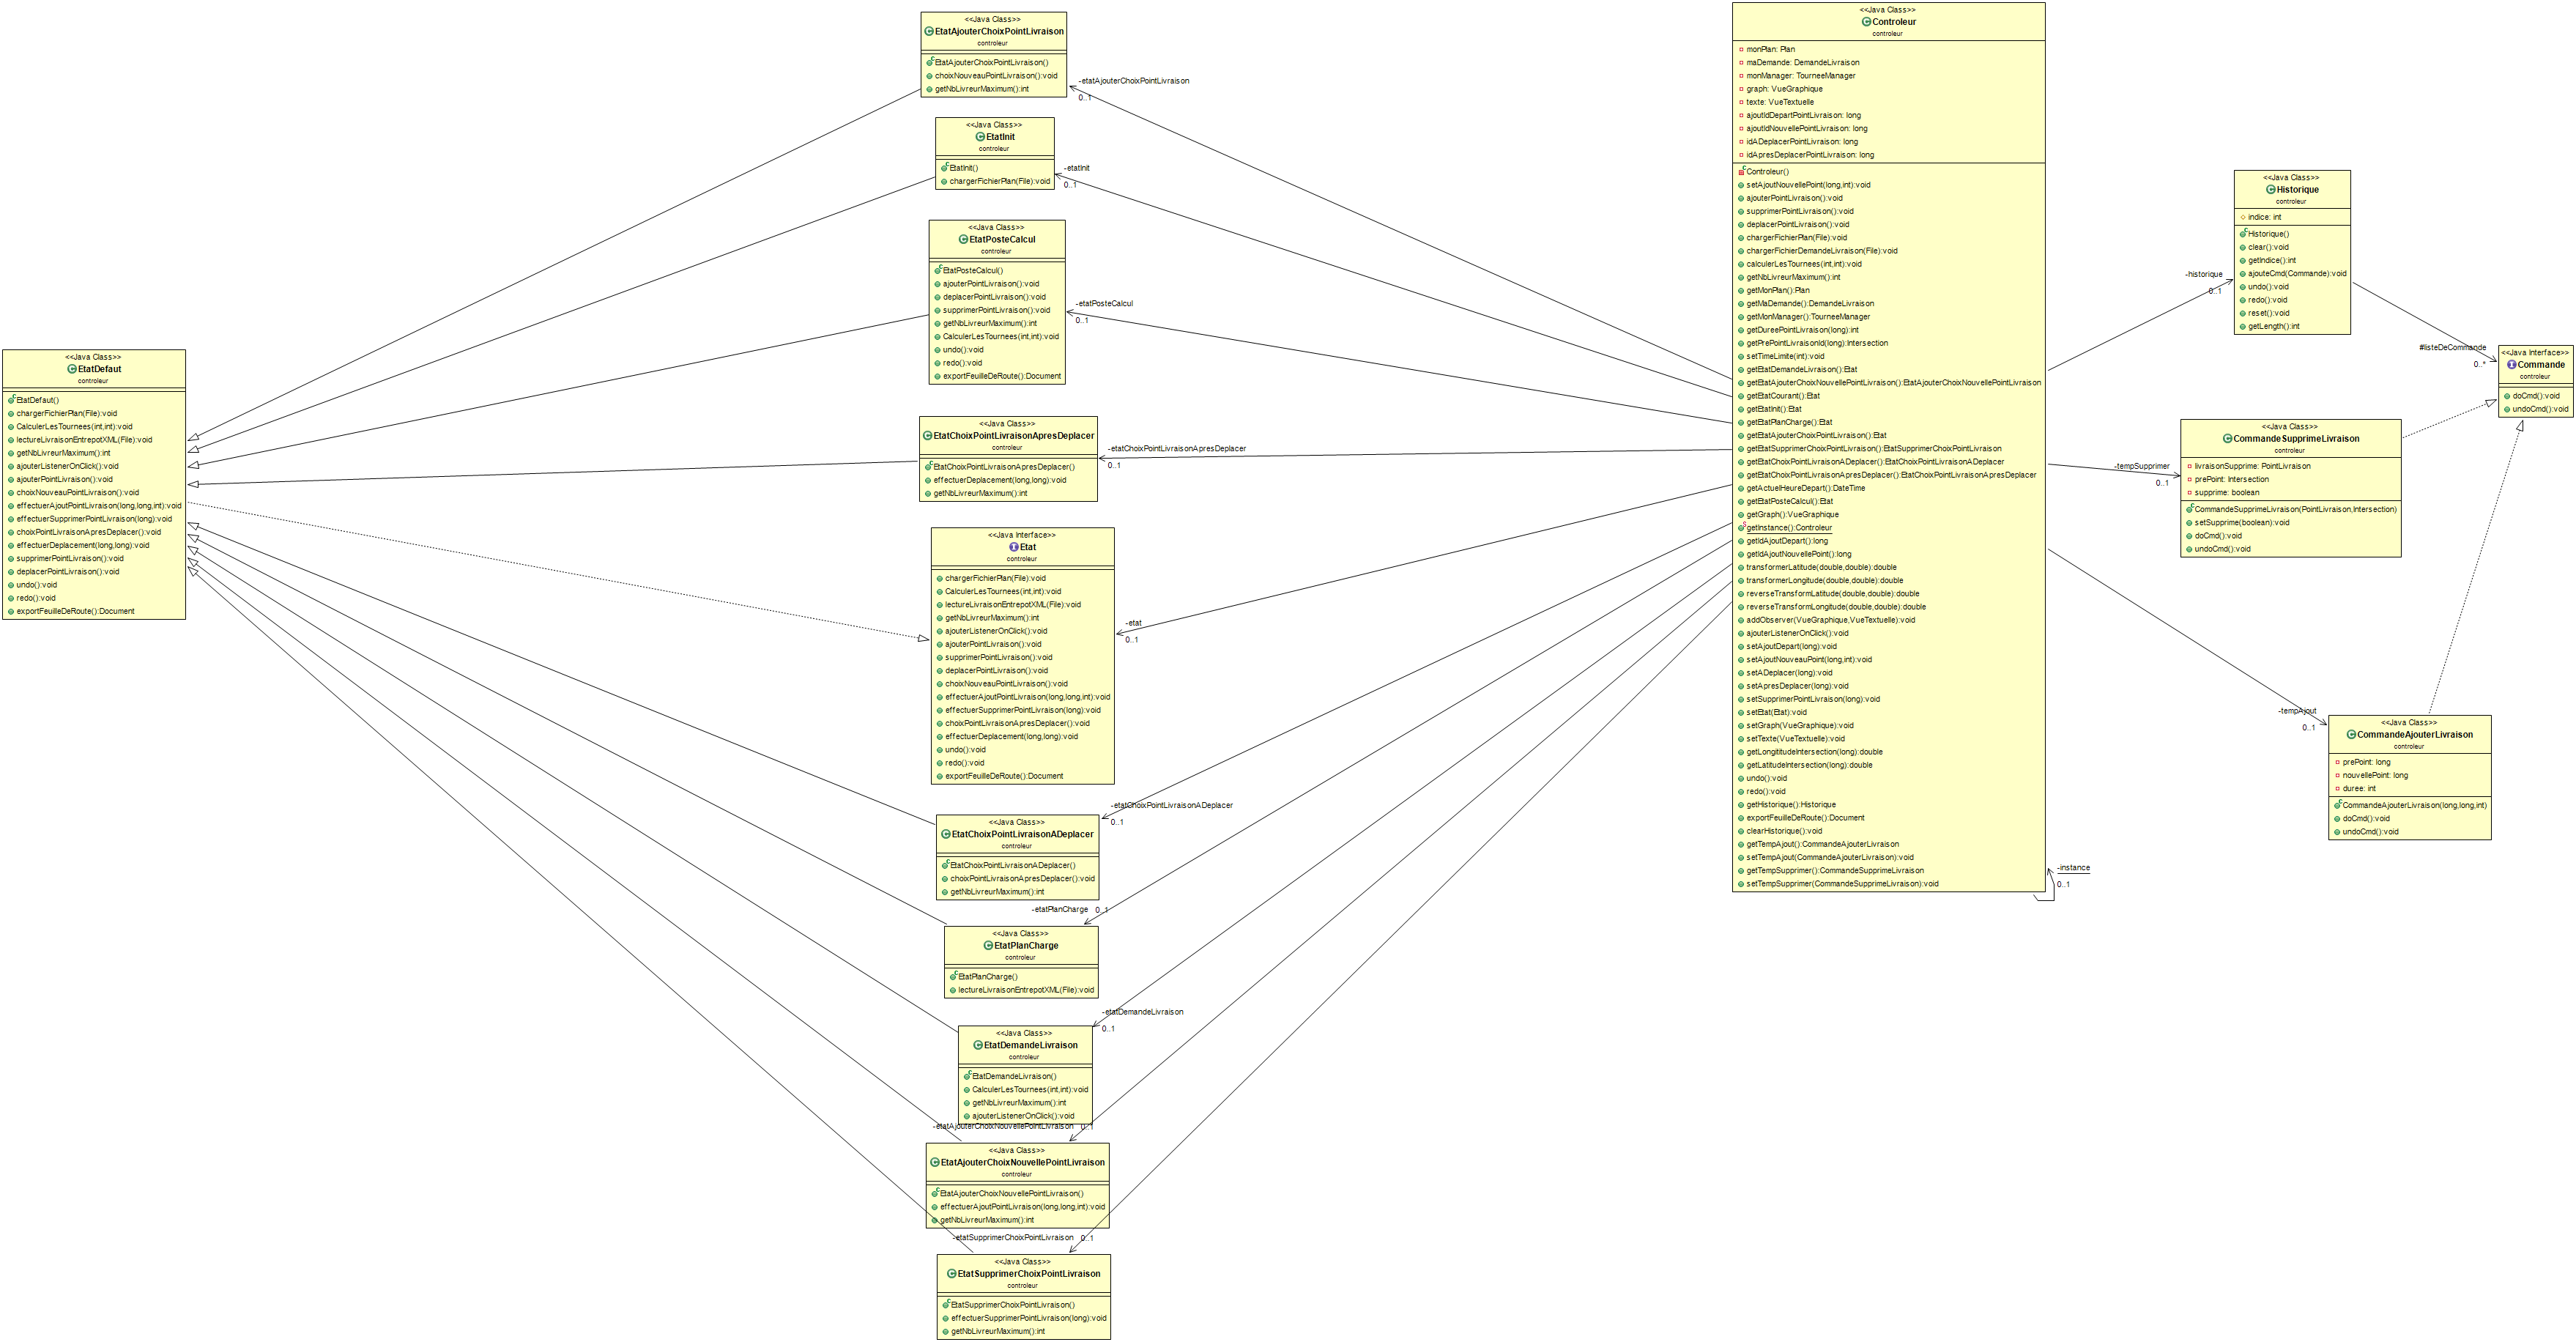 <<Java Class>>
EtatAjouterChoixPointLivraison
controleur
EtatAjouterChoixPointLivraison()
choixNouveauPointLivraison():void
getNbLivreurMaximum():int
-etatAjouterChoixPointLivraison
0..1
<<Java Class>>
EtatInit
controleur
EtatInit()
chargerFichierPlan(File):void
-etatInit
0..1
<<Java Class>>
EtatPosteCalcul
controleur
EtatPosteCalcul()
ajouterPointLivraison():void
deplacerPointLivraison():void
supprimerPointLivraison():void
getNbLivreurMaximum():int
CalculerLesTournees(int,int):void
undo():void
redo():void
exportFeuilleDeRoute():Document
-etatPosteCalcul
0..1
<<Java Class>>
EtatDefaut
controleur
EtatDefaut()
chargerFichierPlan(File):void
CalculerLesTournees(int,int):void
lectureLivraisonEntrepotXML(File):void
getNbLivreurMaximum():int
ajouterListenerOnClick():void
ajouterPointLivraison():void
choixNouveauPointLivraison():void
effectuerAjoutPointLivraison(long,long,int):void
effectuerSupprimerPointLivraison(long):void
choixPointLivraisonApresDeplacer():void
effectuerDeplacement(long,long):void
supprimerPointLivraison():void
deplacerPointLivraison():void
undo():void
redo():void
exportFeuilleDeRoute():Document
<<Java Class>>
EtatChoixPointLivraisonApresDeplacer
controleur
EtatChoixPointLivraisonApresDeplacer()
effectuerDeplacement(long,long):void
getNbLivreurMaximum():int
-etatChoixPointLivraisonApresDeplacer
0..1
<<Java Interface>>
Etat
controleur
chargerFichierPlan(File):void
CalculerLesTournees(int,int):void
lectureLivraisonEntrepotXML(File):void
getNbLivreurMaximum():int
ajouterListenerOnClick():void
ajouterPointLivraison():void
supprimerPointLivraison():void
deplacerPointLivraison():void
choixNouveauPointLivraison():void
effectuerAjoutPointLivraison(long,long,int):void
effectuerSupprimerPointLivraison(long):void
choixPointLivraisonApresDeplacer():void
effectuerDeplacement(long,long):void
undo():void
redo():void
exportFeuilleDeRoute():Document
-etat
0..1
<<Java Class>>
EtatChoixPointLivraisonADeplacer
controleur
EtatChoixPointLivraisonADeplacer()
choixPointLivraisonApresDeplacer():void
getNbLivreurMaximum():int
-etatChoixPointLivraisonADeplacer
0..1
-etatPlanCharge 0..1
<<Java Class>>
EtatPlanCharge
controleur
EtatPlanCharge()
lectureLivraisonEntrepotXML(File):void
-etatDemandeLivraison
0..1
<<Java Class>>
EtatDemandeLivraison
controleur
EtatDemandeLivraison()
CalculerLesTournees(int,int):void
getNbLivreurMaximum():int
ajouterListenerOnClick():void
-etatAjouterChoixNouvellePointLivraison 0..1
<<Java Class>>
EtatAjouterChoixNouvellePointLivraison
controleur
EtatAjouterChoixNouvellePointLivraison()
effectuerAjoutPointLivraison(long,long,int):void
getNbLivreurMaximum():int
-etatSupprimerChoixPointLivraison 0..1
<<Java Class>>
EtatSupprimerChoixPointLivraison
controleur
EtatSupprimerChoixPointLivraison()
effectuerSupprimerPointLivraison(long):void
getNbLivreurMaximum():int
<<Java Class>>
Controleur
controleur
monPlan: Plan
maDemande: DemandeLivraison
monManager: TourneeManager
graph: VueGraphique
texte: VueTextuelle
ajoutIdDepartPointLivraison: long
ajoutIdNouvellePointLivraison: long
idADeplacerPointLivraison: long
idApresDeplacerPointLivraison: long
Controleur()
setAjoutNouvellePoint(long,int):void
ajouterPointLivraison():void
supprimerPointLivraison():void
deplacerPointLivraison():void
chargerFichierPlan(File):void
chargerFichierDemandeLivraison(File):void
calculerLesTournees(int,int):void
getNbLivreurMaximum():int
getMonPlan():Plan
getMaDemande():DemandeLivraison
getMonManager():TourneeManager
getDureePointLivraison(long):int
getPrePointLivraisonId(long):Intersection
setTimeLimite(int):void
getEtatDemandeLivraison():Etat
getEtatAjouterChoixNouvellePointLivraison():EtatAjouterChoixNouvellePointLivraison
getEtatCourant():Etat
getEtatInit():Etat
getEtatPlanCharge():Etat
getEtatAjouterChoixPointLivraison():Etat
getEtatSupprimerChoixPointLivraison():EtatSupprimerChoixPointLivraison
getEtatChoixPointLivraisonADeplacer():EtatChoixPointLivraisonADeplacer
getEtatChoixPointLivraisonApresDeplacer():EtatChoixPointLivraisonApresDeplacer
getActuelHeureDepart():DateTime
getEtatPosteCalcul():Etat
getGraph():VueGraphique
getInstance():Controleur
getIdAjoutDepart():long
getIdAjoutNouvellePoint():long
transformerLatitude(double,double):double
transformerLongitude(double,double):double
reverseTransformLatitude(double,double):double
reverseTransformLongitude(double,double):double
addObserver(VueGraphique,VueTextuelle):void
ajouterListenerOnClick():void
setAjoutDepart(long):void
setAjoutNouveauPoint(long,int):void
setADeplacer(long):void
setApresDeplacer(long):void
setSupprimerPointLivraison(long):void
setEtat(Etat):void
setGraph(VueGraphique):void
setTexte(VueTextuelle):void
getLongititudeIntersection(long):double
getLatitudeIntersection(long):double
undo():void
redo():void
getHistorique():Historique
exportFeuilleDeRoute():Document
clearHistorique():void
getTempAjout():CommandeAjouterLivraison
setTempAjout(CommandeAjouterLivraison):void
getTempSupprimer():CommandeSupprimeLivraison
setTempSupprimer(CommandeSupprimeLivraison):void
-instance
0..1
-historique
0..1
<<Java Class>>
Historique
controleur
indice: int
Historique()
clear():void
getIndice():int
ajouteCmd(Commande):void
undo():void
redo():void
reset():void
getLength():int
#listeDeCommande
0..*
<<Java Interface>>
Commande
controleur
doCmd():void
undoCmd():void
-tempSupprimer
0..1
<<Java Class>>
CommandeSupprimeLivraison
controleur
livraisonSupprime: PointLivraison
prePoint: Intersection
supprime: boolean
CommandeSupprimeLivraison(PointLivraison,Intersection)
setSupprime(boolean):void
doCmd():void
undoCmd():void
-tempAjout
0..1
<<Java Class>>
CommandeAjouterLivraison
controleur
prePoint: long
nouvellePoint: long
duree: int
CommandeAjouterLivraison(long,long,int)
doCmd():void
undoCmd():void